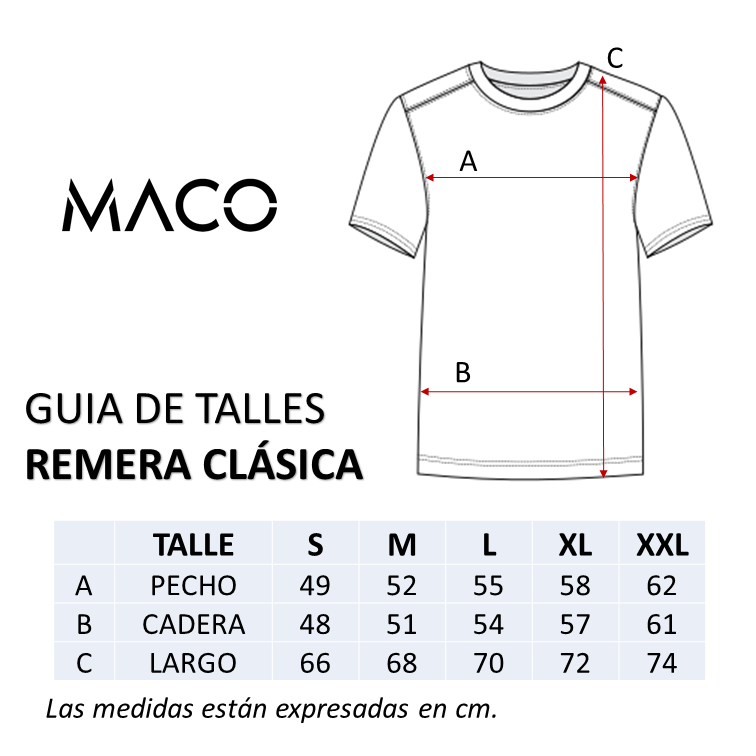 C
A
MACO
B
GUIA DE TALLES
REMERA CLÁSICA
TALLE S M L XL XXL
A PECHO 49 52 55 58 62
B CADERA 48 51 54 57 61
C LARGO 66 68 70 72 74
Las medidas están expresadas en cm.